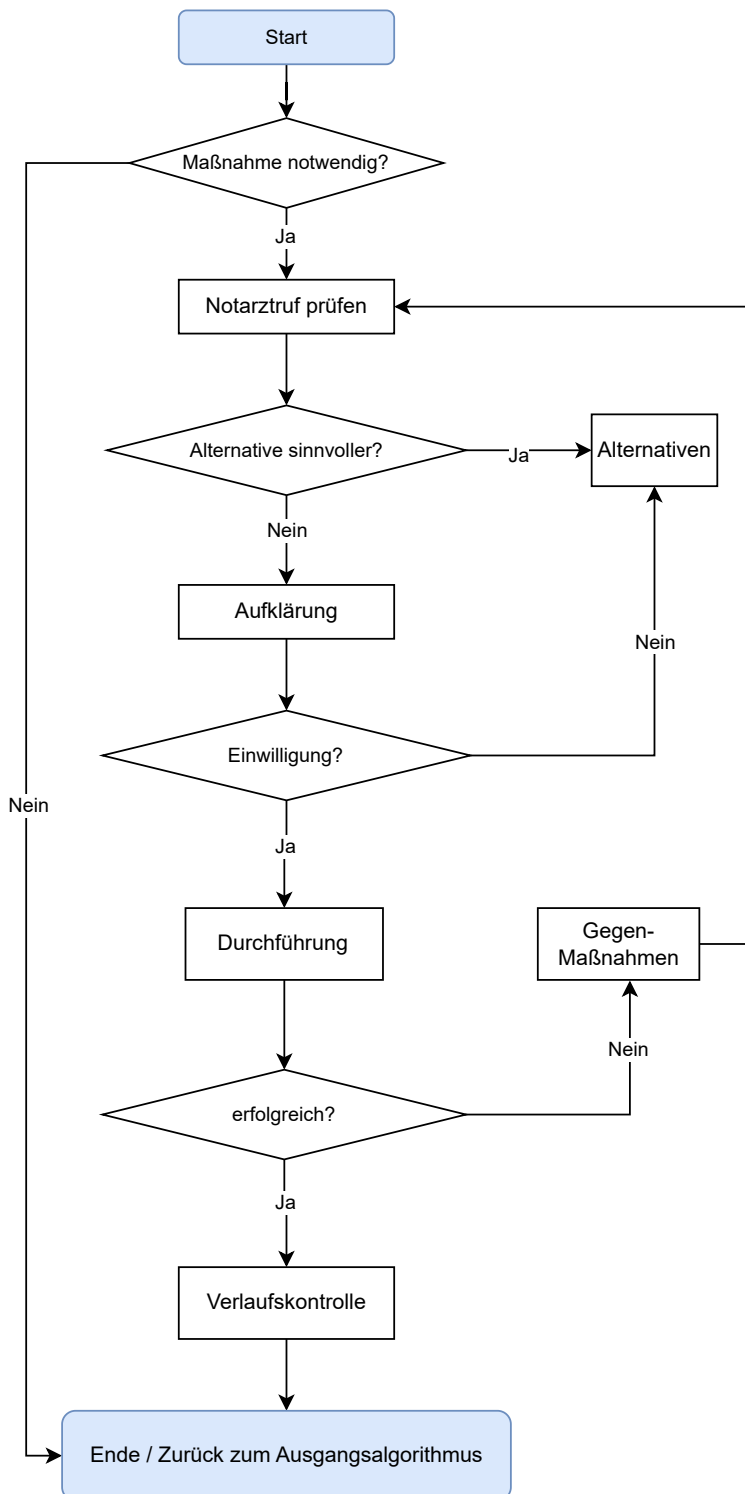 Start
Maßnahme notwendig?
Ja
Notarztruf prüfen
Alternative sinnvoller?
Ja
Alternativen
Nein
Aufklärung
Nein
Einwilligung?
Nein
Ja
Durchführung
Gegen-
Maßnahmen
Nein
erfolgreich?
Ja
Verlaufskontrolle
Ende / Zurück zum Ausgangsalgorithmus